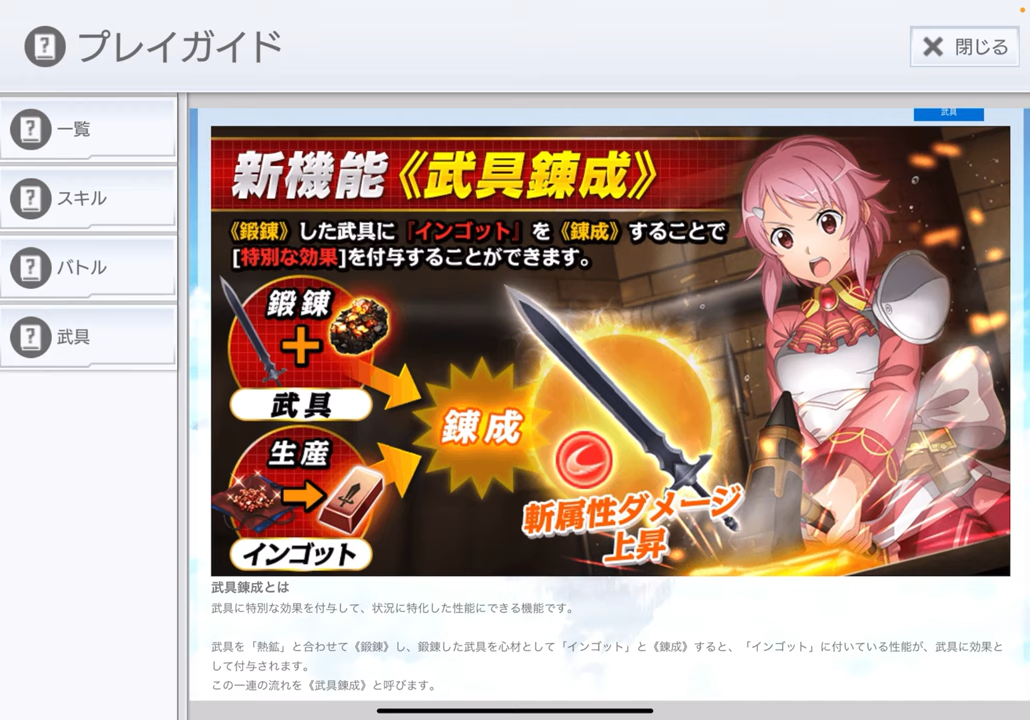 プレイガイド
閉じる
一覧
スキル
バトル
武具
武具
新機能《武具錬成》
《鍛錬》した武具に『インゴット』を《錬成》することで
[特別な効果]を付与することができます。
鍛錬
武具
錬成
生産
インゴット
斬属性ダメージ
上昇
武具錬成とは
武具に特別な効果を付与して、状況に特化した性能にできる機能です。
武具を「熱鉱」と合わせて《鍛錬》し、鍛錬した武具を心材として「インゴット」と《錬成》すると、「インゴット」に付いている性能が、武具に効果と
して付与されます。
この一連の流れを《武具錬成》と呼びます。